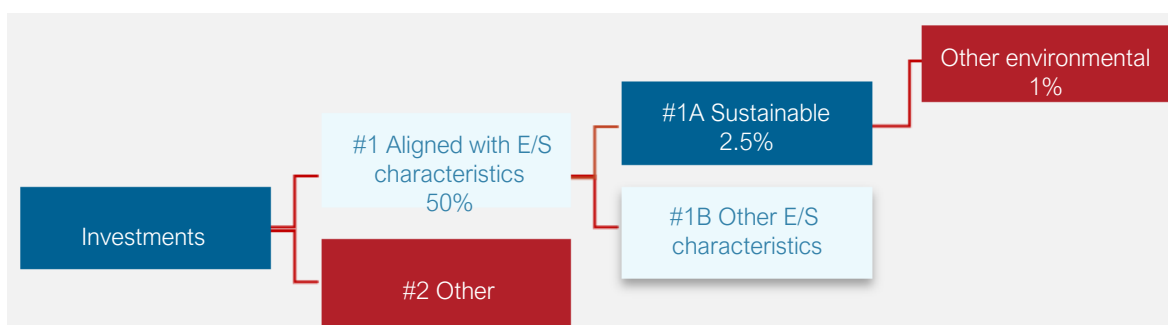 Investments
#1 Aligned with E/S
characteristics
50%
#2 Other
#1A Sustainable
2.5%
#1B Other E/S
characteristics
Other environmental
1%